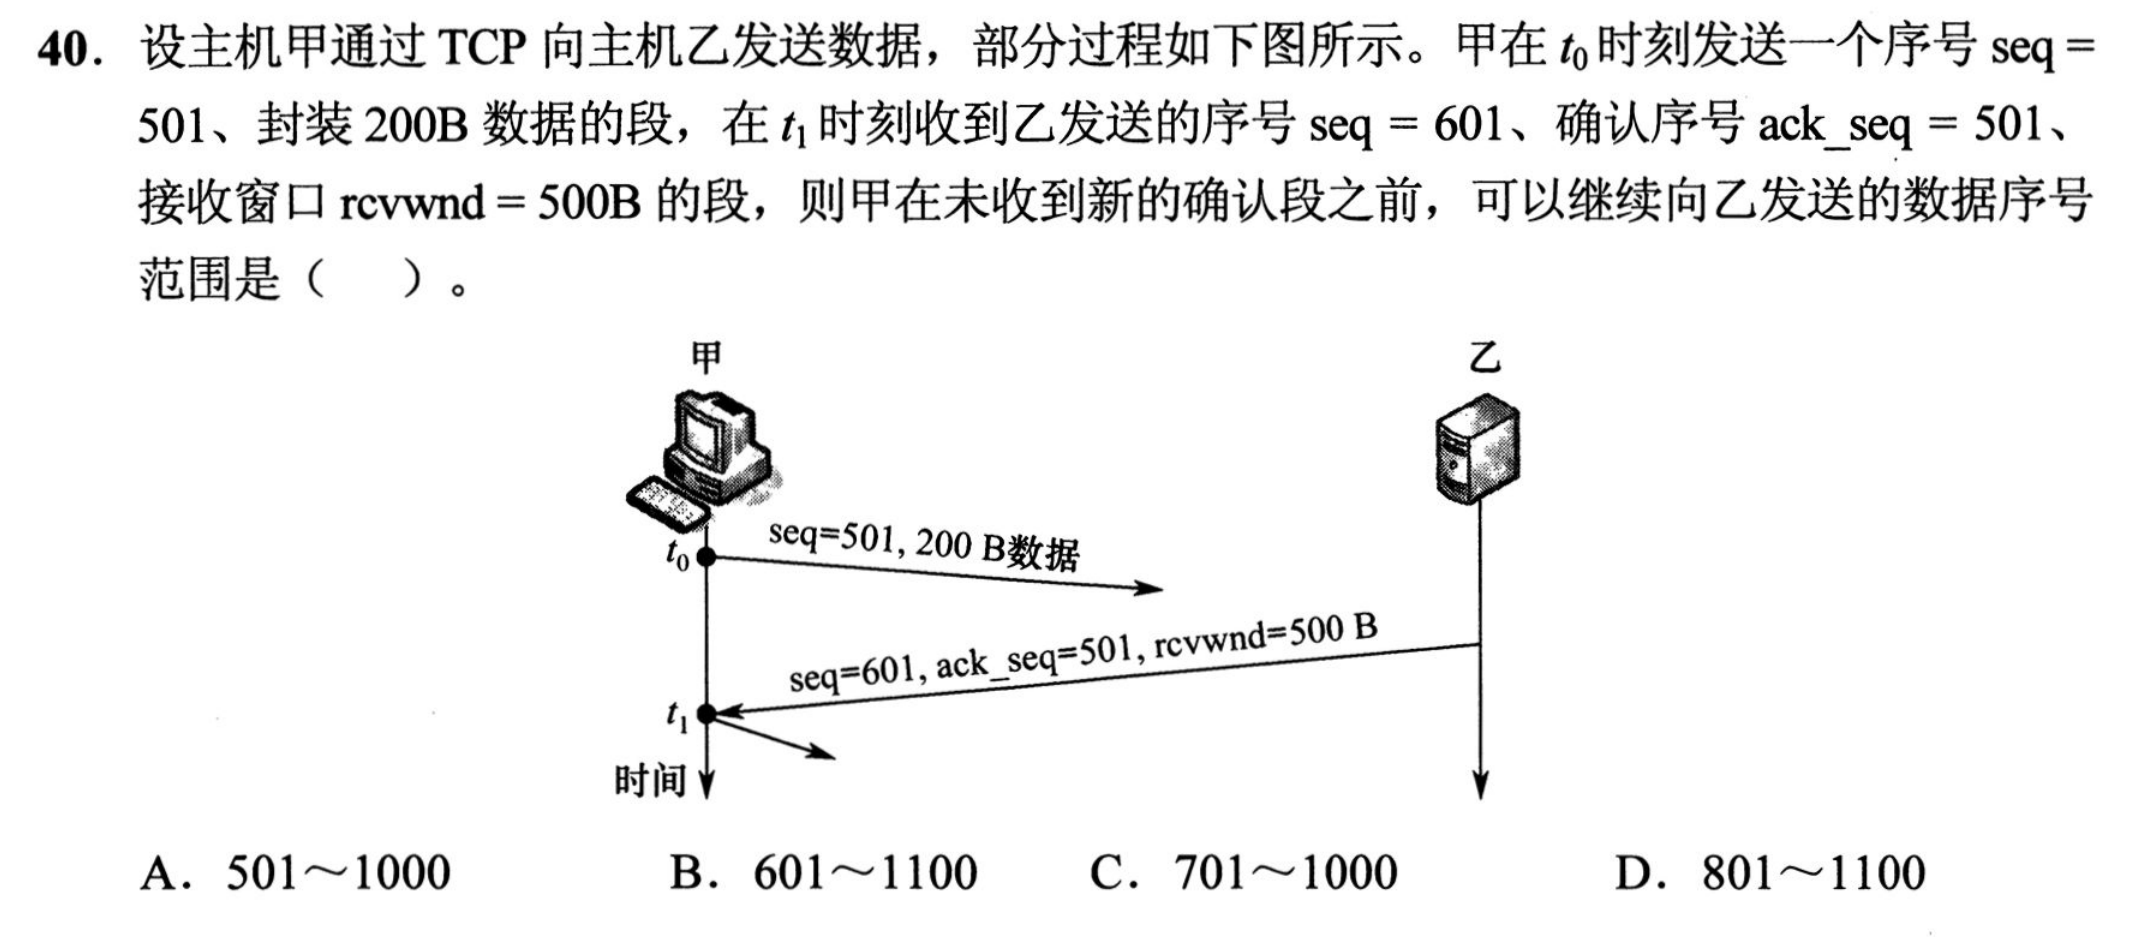 40. 设主机甲通过 TCP 向主机乙发送数据，部分过程如下图所示。甲在 t₀ 时刻发送一个序号 seq =
501、封装 200B 数据的段，在 t₁ 时刻收到乙发送的序号 seq = 601、确认序号 ack_seq = 501、
接收窗口 rcvwnd = 500B 的段，则甲在未收到新的确认段之前，可以继续向乙发送的数据序号
范围是（ ）。
甲 乙
seq=501, 200 B数据
t₀
seq=601, ack_seq=501, rcvwnd=500 B
t₁
时间
A. 501～1000 B. 601～1100 C. 701～1000 D. 801～1100